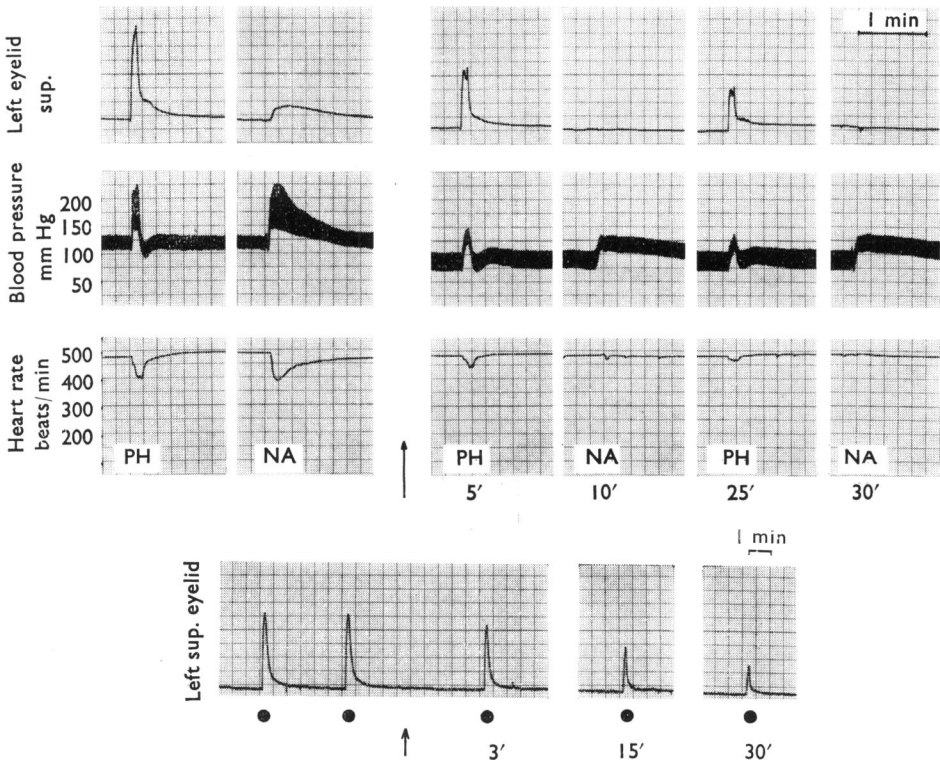 1 min
Left eyelid
sup.
Blood pressure
mm Hg
200
150
100
50
Heart rate
beats/min
500
400
300
200
PH
NA
PH
NA
PH
NA
5′
10′
25′
30′
1 min
Left sup. eyelid
3′
15′
30′